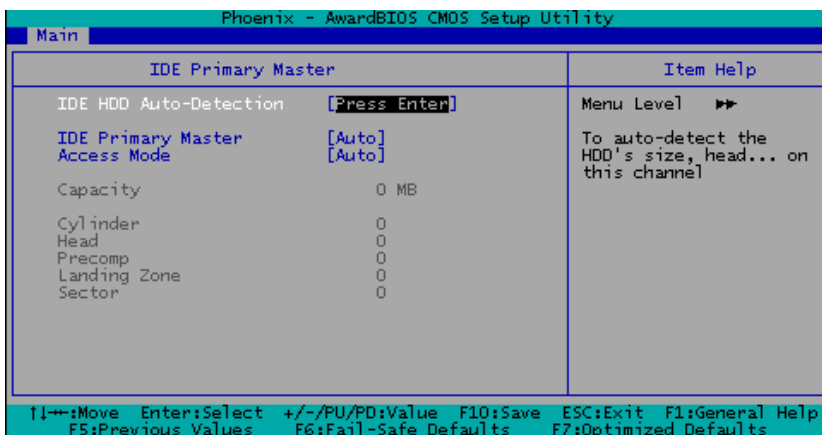 Phoenix - AwardBIOS CMOS Setup Utility
Main
IDE Primary Master
Item Help
IDE HDD Auto-Detection [Press Enter]
Menu Level ▸▸
IDE Primary Master [Auto]
To auto-detect the
Access Mode [Auto]
HDD's size, head... on
this channel
Capacity 0 MB
Cylinder 0
Head 0
Precomp 0
Landing Zone 0
Sector 0
↑↓→←:Move Enter:Select +/-/PU/PD:Value F10:Save ESC:Exit F1:General Help
F5:Previous Values F6:Fail-Safe Defaults F7:Optimized Defaults